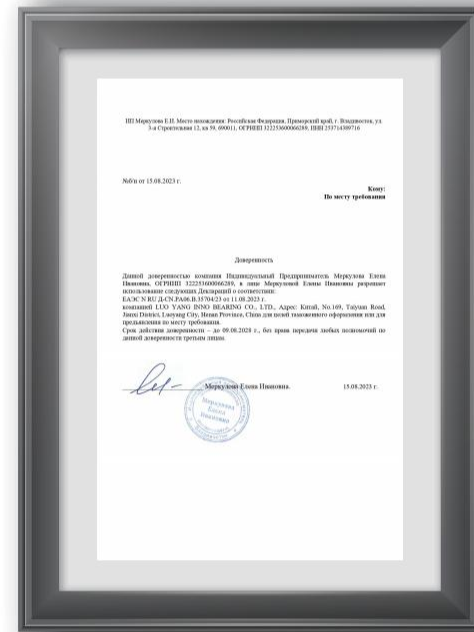 ИП Меркулова Е.И. Место нахождения: Российская Федерация, Приморский край, г. Владивосток, ул.
3-я Строительная 12, кв 59, 690011, ОГРНИП 322253600066289, ИНН 253714309716
№б/н от 15.08.2023 г.
Кому:
По месту требования
Доверенность
Данной доверенностью компания Индивидуальный Предприниматель Меркулова Елена
Ивановна, ОГРНИП 322253600066289, в лице Меркуловой Елены Ивановны разрешает
использование следующих Деклараций о соответствии:
ЕАЭС N RU Д-CN.РА06.В.35704/23 от 11.08.2023 г.
компанией LUO YANG INNO BEARING CO., LTD., Адрес: Китай, No.169, Taiyuan Road,
Jianxi District, Luoyang City, Henan Province, China для целей таможенного оформления или для
предъявления по месту требования.
Срок действия доверенности – до 09.08.2028 г., без права передачи любых полномочий по
данной доверенности третьим лицам.
Меркулова Елена Ивановна.
15.08.2023 г.
Меркулова
Елена
Ивановна